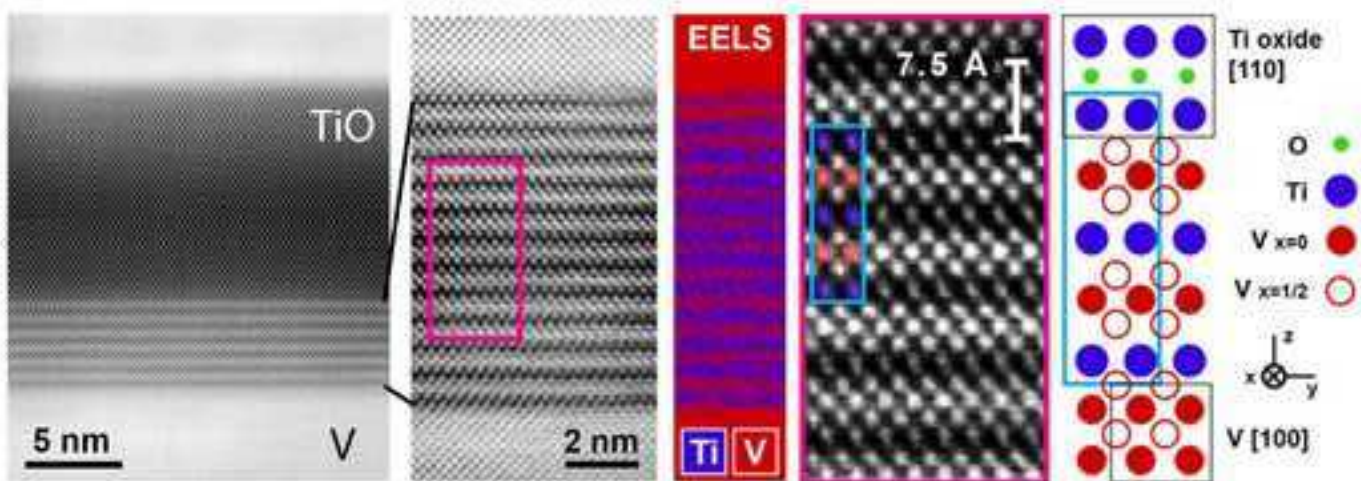 TiO
5 nm
V
2 nm
EELS
Ti V
7.5 A
Ti oxide
[110]
O
Ti
V x=0
V x=1/2
z
x
y
V [100]